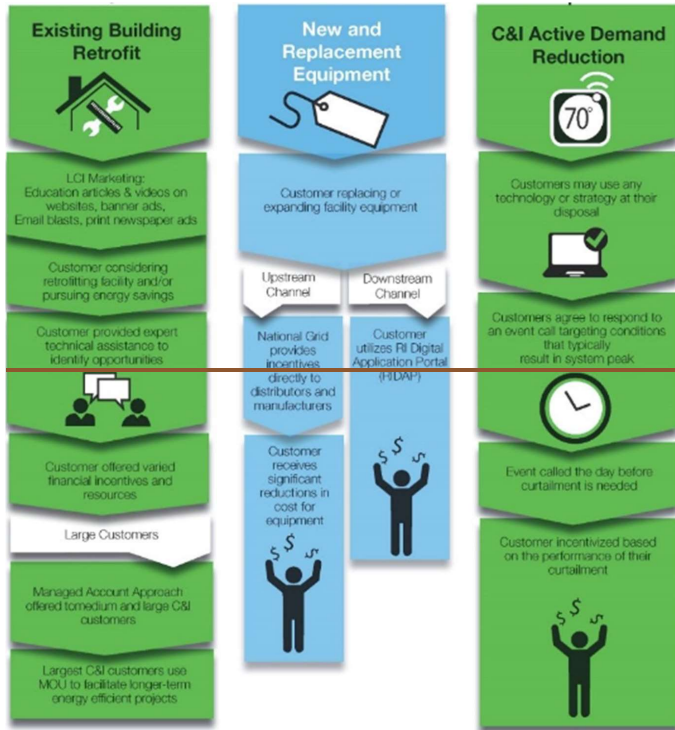 Existing Building
Retrofit
LCI Marketing:
Education articles & videos on
websites, banner ads,
Email blasts, print newspaper ads
Customer considering
retrofitting facility and/or
pursuing energy savings
Customer provided expert
technical assistance to
identify opportunities
Customer offered varied
financial incentives and
resources
Large Customers
Managed Account Approach
offered tomedium and large C&I
customers
Largest C&I customers use
MOU to facilitate longer-term
energy efficient projects
New and
Replacement
Equipment
Customer replacing or
expanding facility equipment
Upstream
Channel
National Grid
provides
incentives
directly to
distributors and
manufacturers
Customer
receives
significant
reductions in
cost for
equipment
$ $ $
Downstream
Channel
Customer
utilizes RI Digital
Application Portal
(RIDAP)
$ $ $
C&I Active Demand
Reduction
70°
Customers may use any
technology or strategy at their
disposal
Customers agree to respond to
an event call targeting conditions
that typically
result in system peak
Event called the day before
curtailment is needed
Customer incentivized based
on the performance of their
curtailment
$ $ $